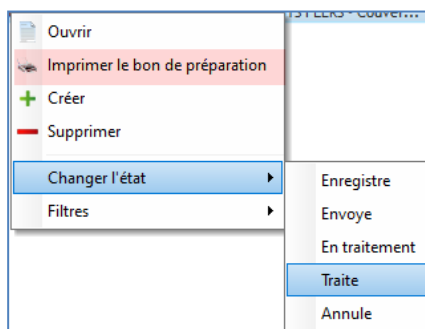 Ouvrir
Imprimer le bon de préparation
Créer
Supprimer
Changer l'état
Filtres
Enregistre
Envoye
En traitement
Traite
Annule